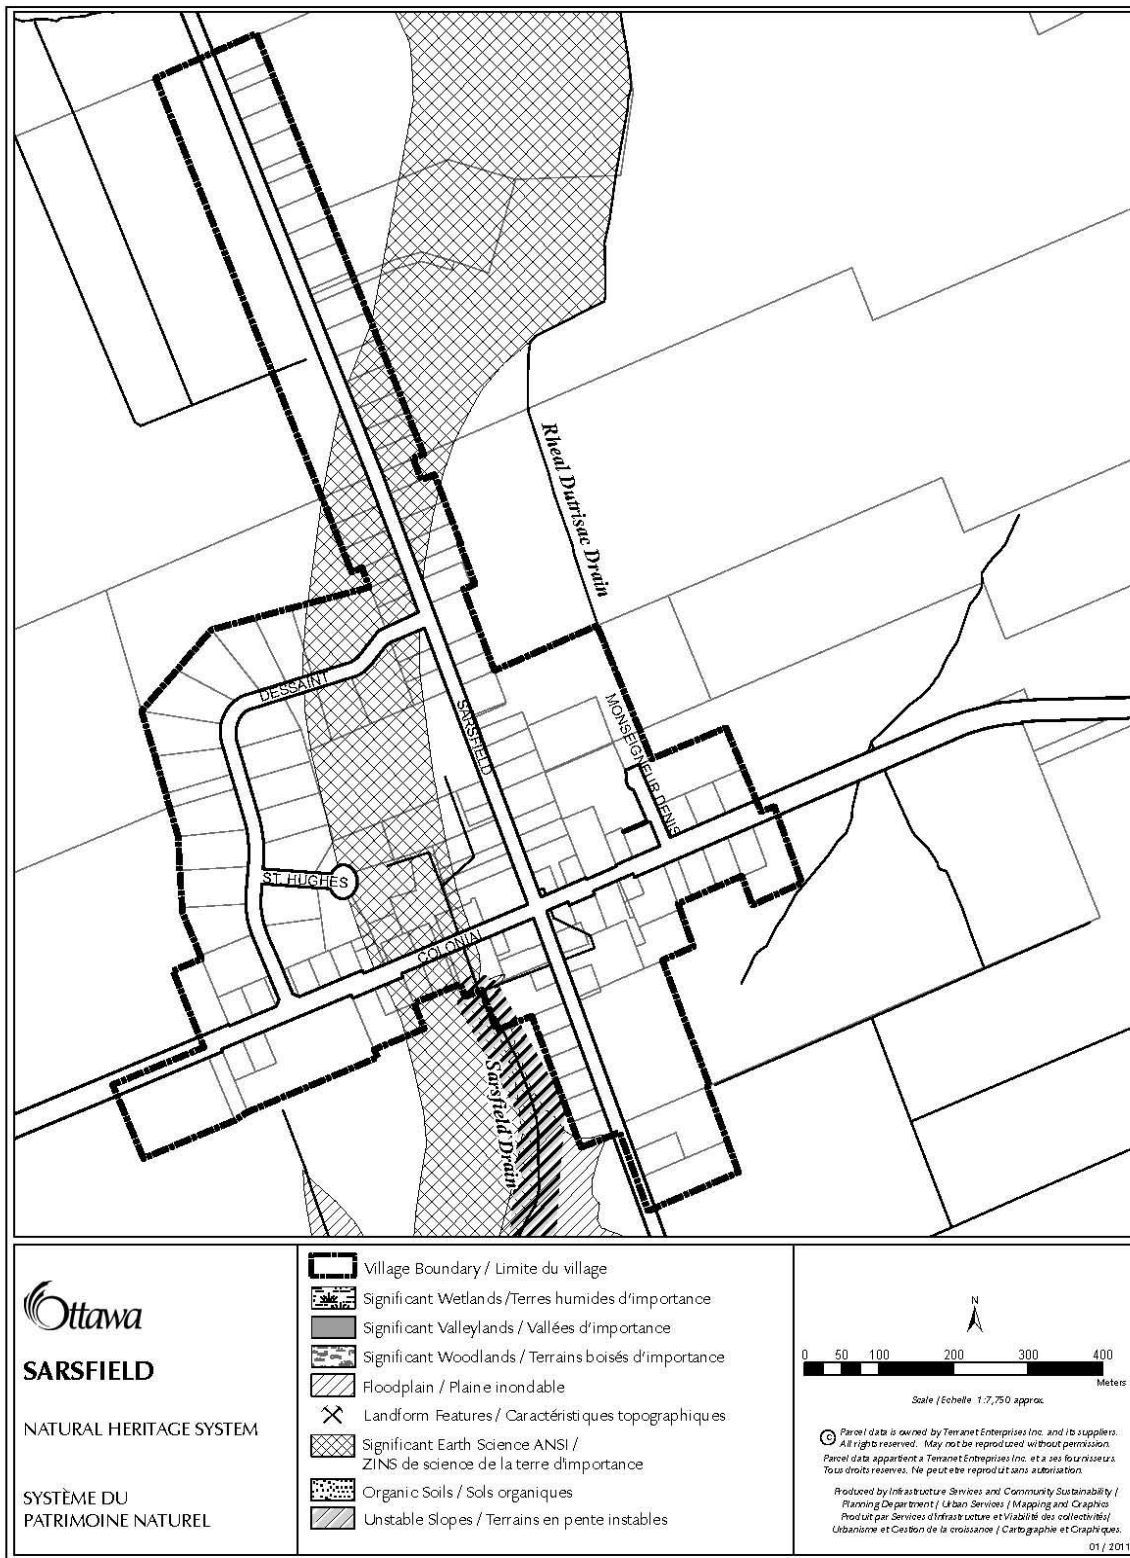 Rheal Dutrisac Drain
DESSAINT
SARSFIELD
MONSEIGNEUR DENIS
ST. HUGHES
COLONIAL
Sarsfield Drain
Ottawa
SARSFIELD
NATURAL HERITAGE SYSTEM
SYSTÈME DU
PATRIMOINE NATUREL
Village Boundary / Limite du village
Significant Wetlands /Terres humides d'importance
Significant Valleylands / Vallées d'importance
Significant Woodlands / Terrains boisés d'importance
Floodplain / Plaine inondable
Landform Features / Caractéristiques topographiques
Significant Earth Science ANSI /
ZINS de science de la terre d'importance
Organic Soils / Sols organiques
Unstable Slopes / Terrains en pente instables
N
0 50 100 200 300 400
Meters
Scale / Echelle 1:7,750 approx.
© Parcel data is owned by Teranet Enterprises Inc. and its suppliers.
All rights reserved. May not be reproduced without permission.
Parcel data appartient a Teranet Entreprises Inc. et a ses fournisseurs.
Tous droits reserves. Ne peut etre reproduit sans autorisation.
Produced by Infrastructure Services and Community Sustainability /
Planning Department / Urban Services / Mapping and Graphics
Produit par Services d'infrastructure et Viabilité des collectivités/
Urbanisme et Gestion de la croissance / Cartographie et Graphiques.
01 / 2011